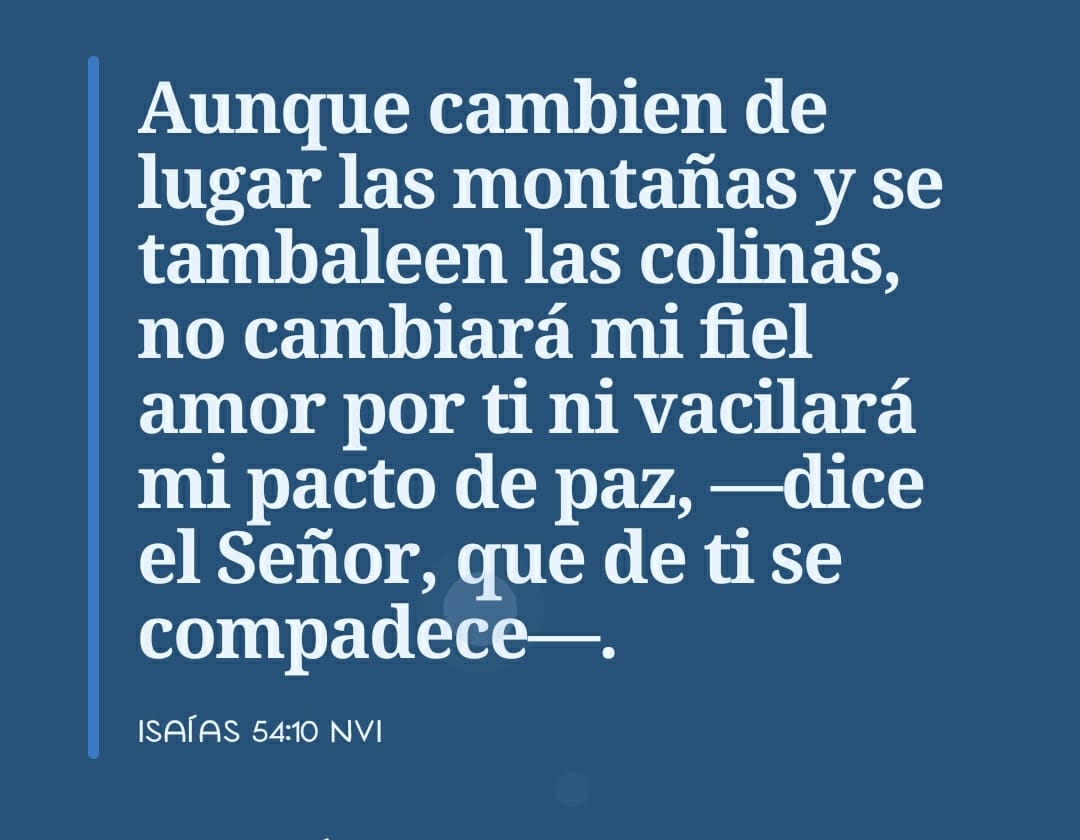 Aunque cambien de
lugar las montañas y se
tambaleen las colinas,
no cambiará mi fiel
amor por ti ni vacilará
mi pacto de paz, —dice
el Señor, que de ti se
compadece—.
ISAÍAS 54:10 NVI